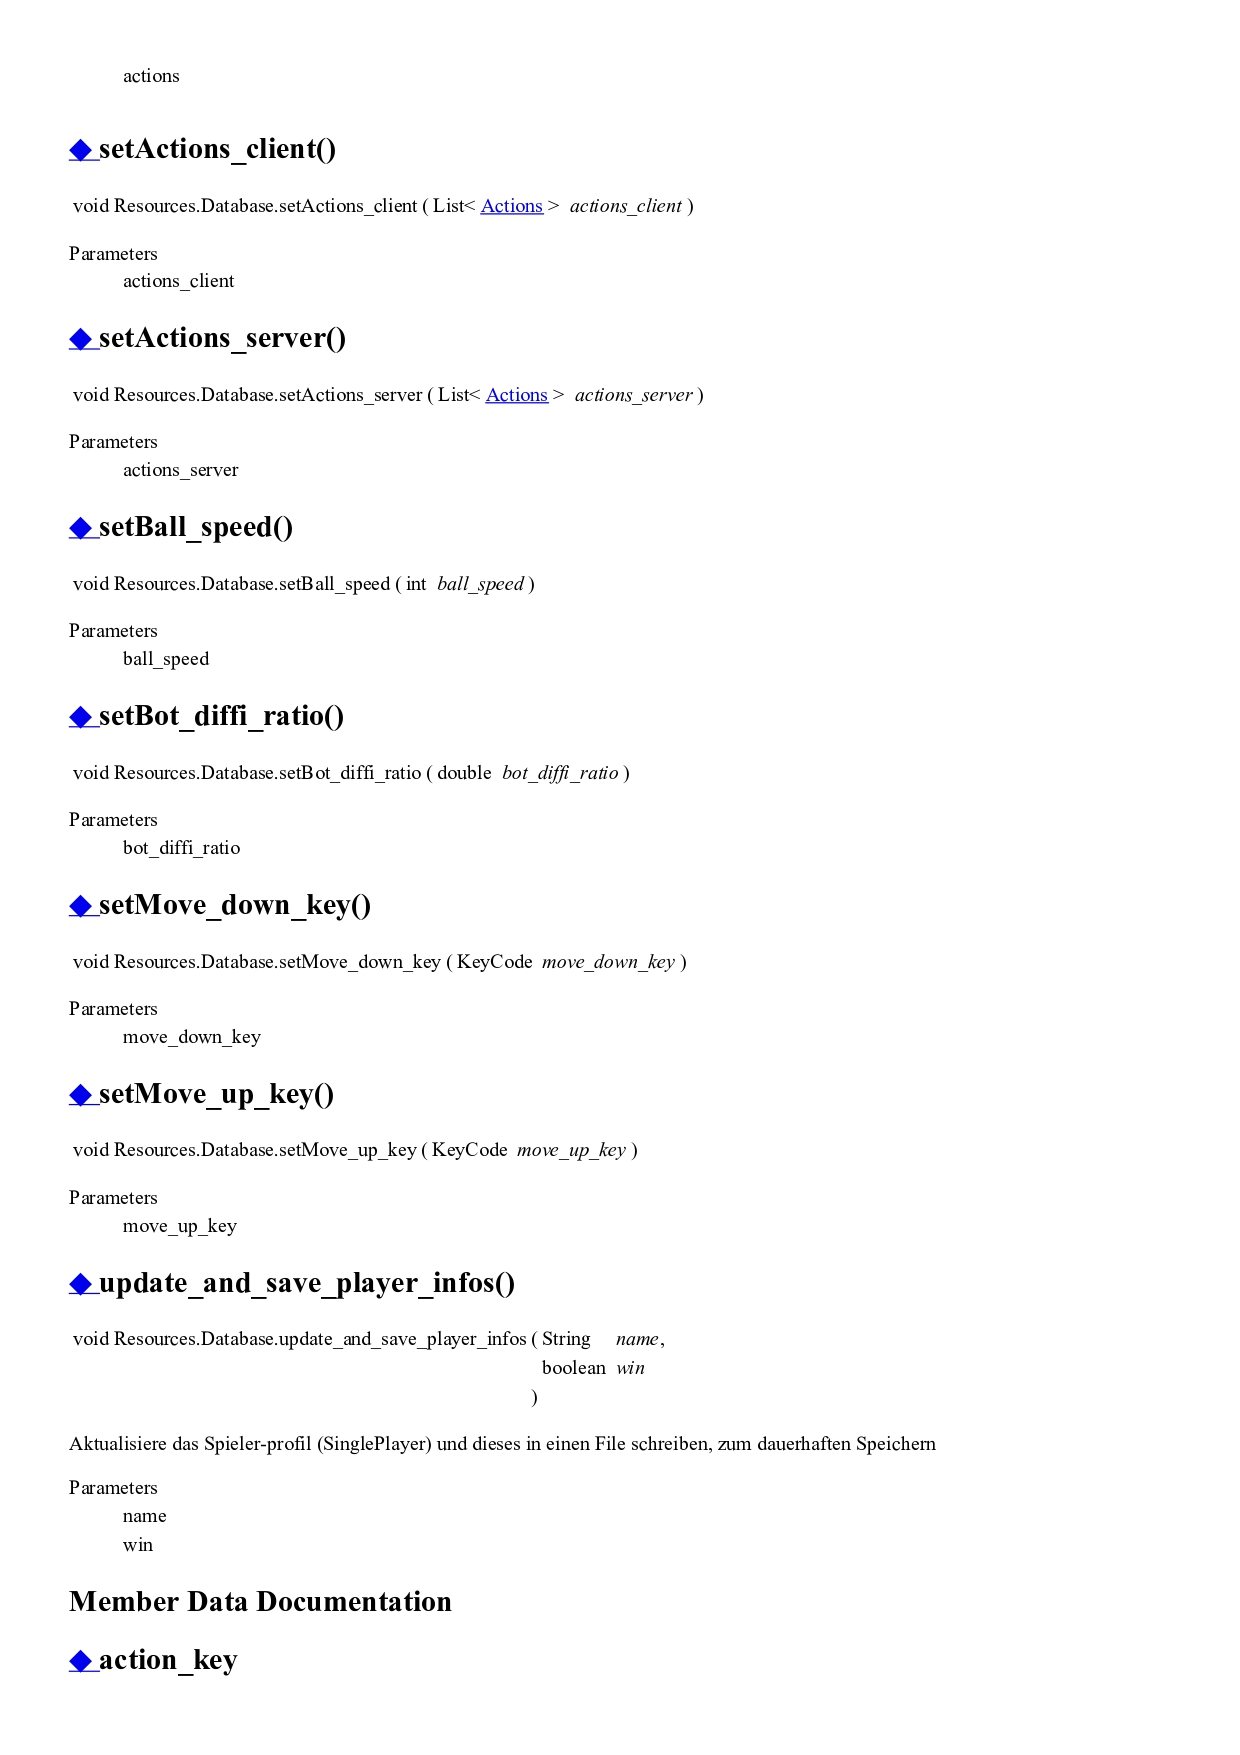 actions
◆ setActions_client()
void Resources.Database.setActions_client ( List< Actions > actions_client )
Parameters
actions_client
◆ setActions_server()
void Resources.Database.setActions_server ( List< Actions > actions_server )
Parameters
actions_server
◆ setBall_speed()
void Resources.Database.setBall_speed ( int ball_speed )
Parameters
ball_speed
◆ setBot_diffi_ratio()
void Resources.Database.setBot_diffi_ratio ( double bot_diffi_ratio )
Parameters
bot_diffi_ratio
◆ setMove_down_key()
void Resources.Database.setMove_down_key ( KeyCode move_down_key )
Parameters
move_down_key
◆ setMove_up_key()
void Resources.Database.setMove_up_key ( KeyCode move_up_key )
Parameters
move_up_key
◆ update_and_save_player_infos()
void Resources.Database.update_and_save_player_infos ( String name,
boolean win
)
Aktualisiere das Spieler-profil (SinglePlayer) und dieses in einen File schreiben, zum dauerhaften Speichern
Parameters
name
win
Member Data Documentation
◆ action_key